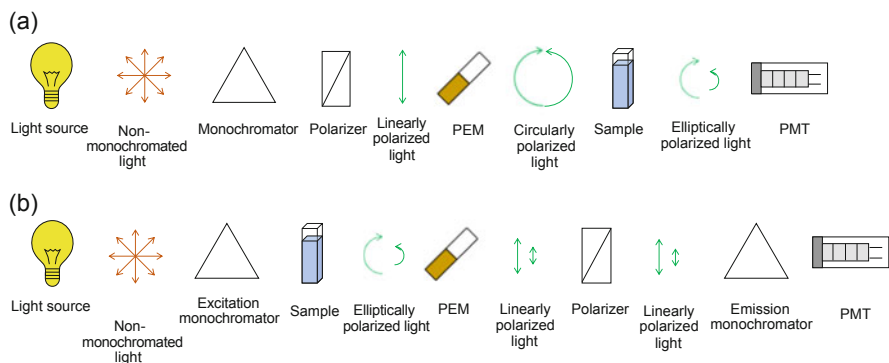 (a)
Light source
Non-
monochromated
light
Monochromator
Polarizer
Linearly
polarized
light
PEM
Circularly
polarized
light
Sample
Elliptically
polarized light
PMT
(b)
Light source
Non-
monochromated
light
Excitation
monochromator
Sample
Elliptically
polarized light
PEM
Linearly
polarized
light
Polarizer
Linearly
polarized
light
Emission
monochromator
PMT